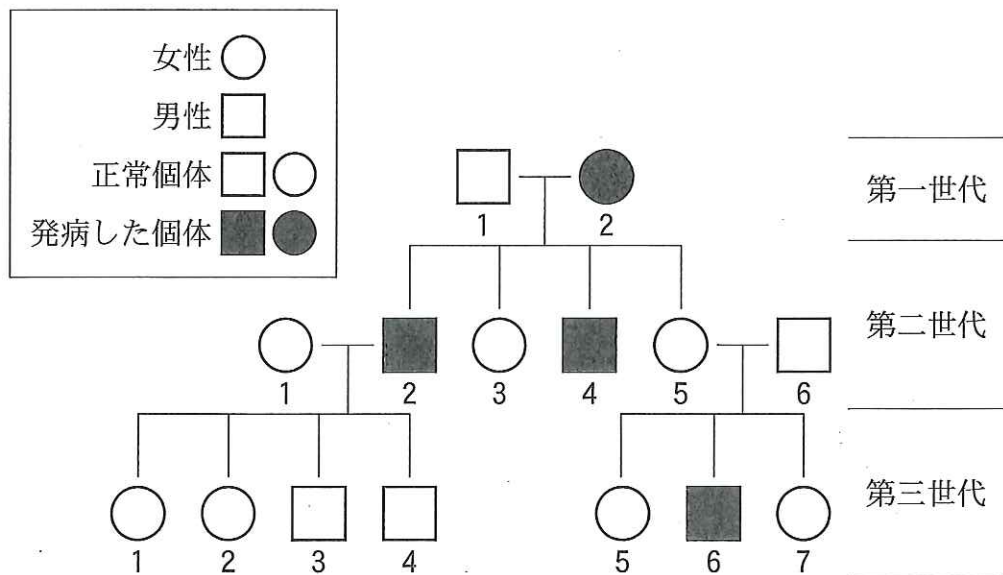 女性
男性
正常個体
発病した個体
1 2
第一世代
1 2 3 4 5 6
第二世代
1 2 3 4 5 6 7
第三世代